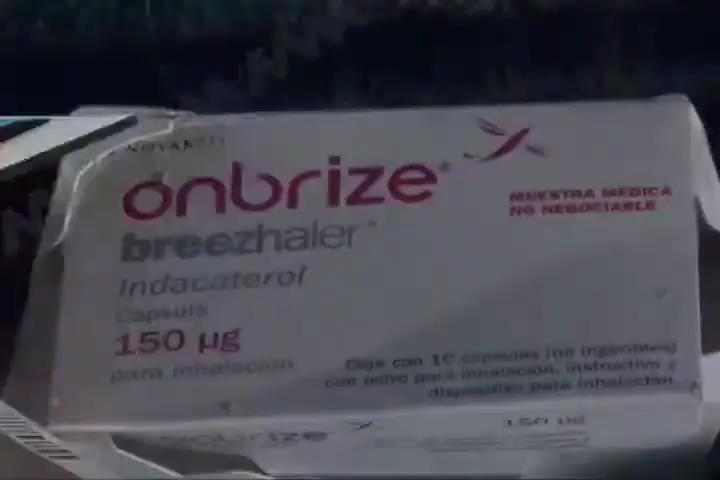 NOVARTIS
onbrize®
breezhaler®
Indacaterol
Cápsula
150 µg
para inhalación
MUESTRA MEDICA
NO NEGOCIABLE
Caja con 10 cápsulas (no ingeribles)
con polvo para inhalación, instructivo y
dispositivo para inhalación.
onbrize
150 µg